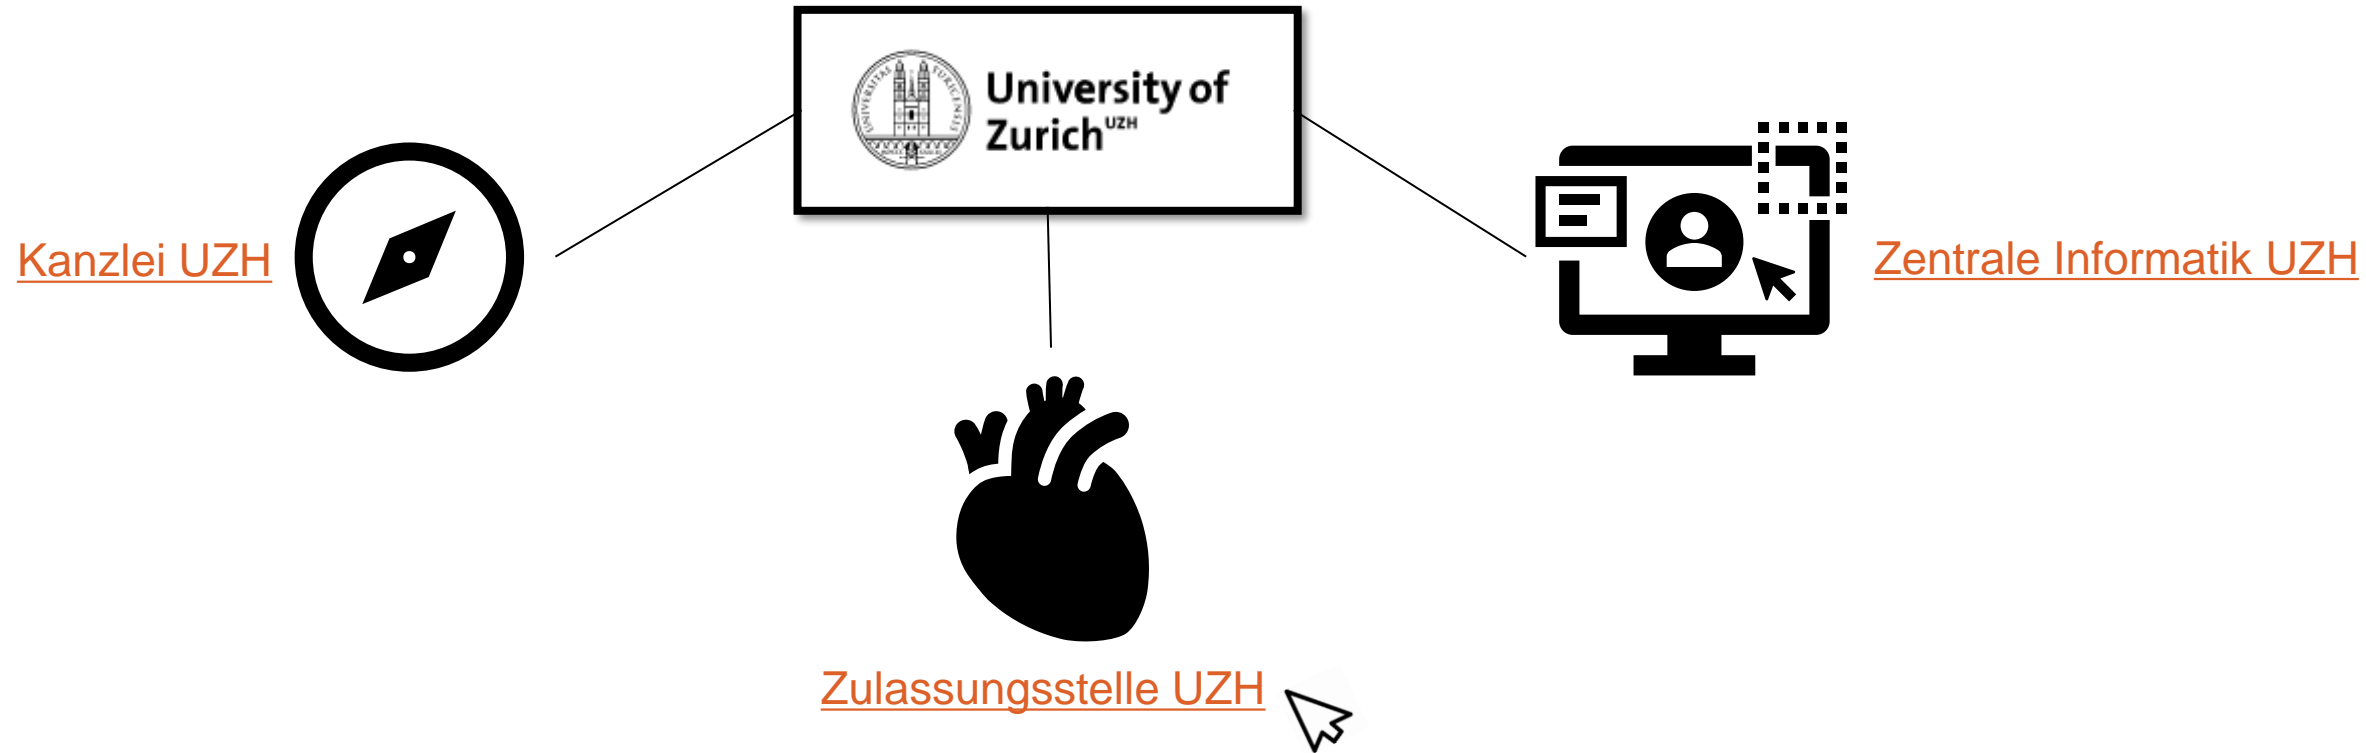 University of
Zurich UZH
Kanzlei UZH
Zentrale Informatik UZH
Zulassungsstelle UZH